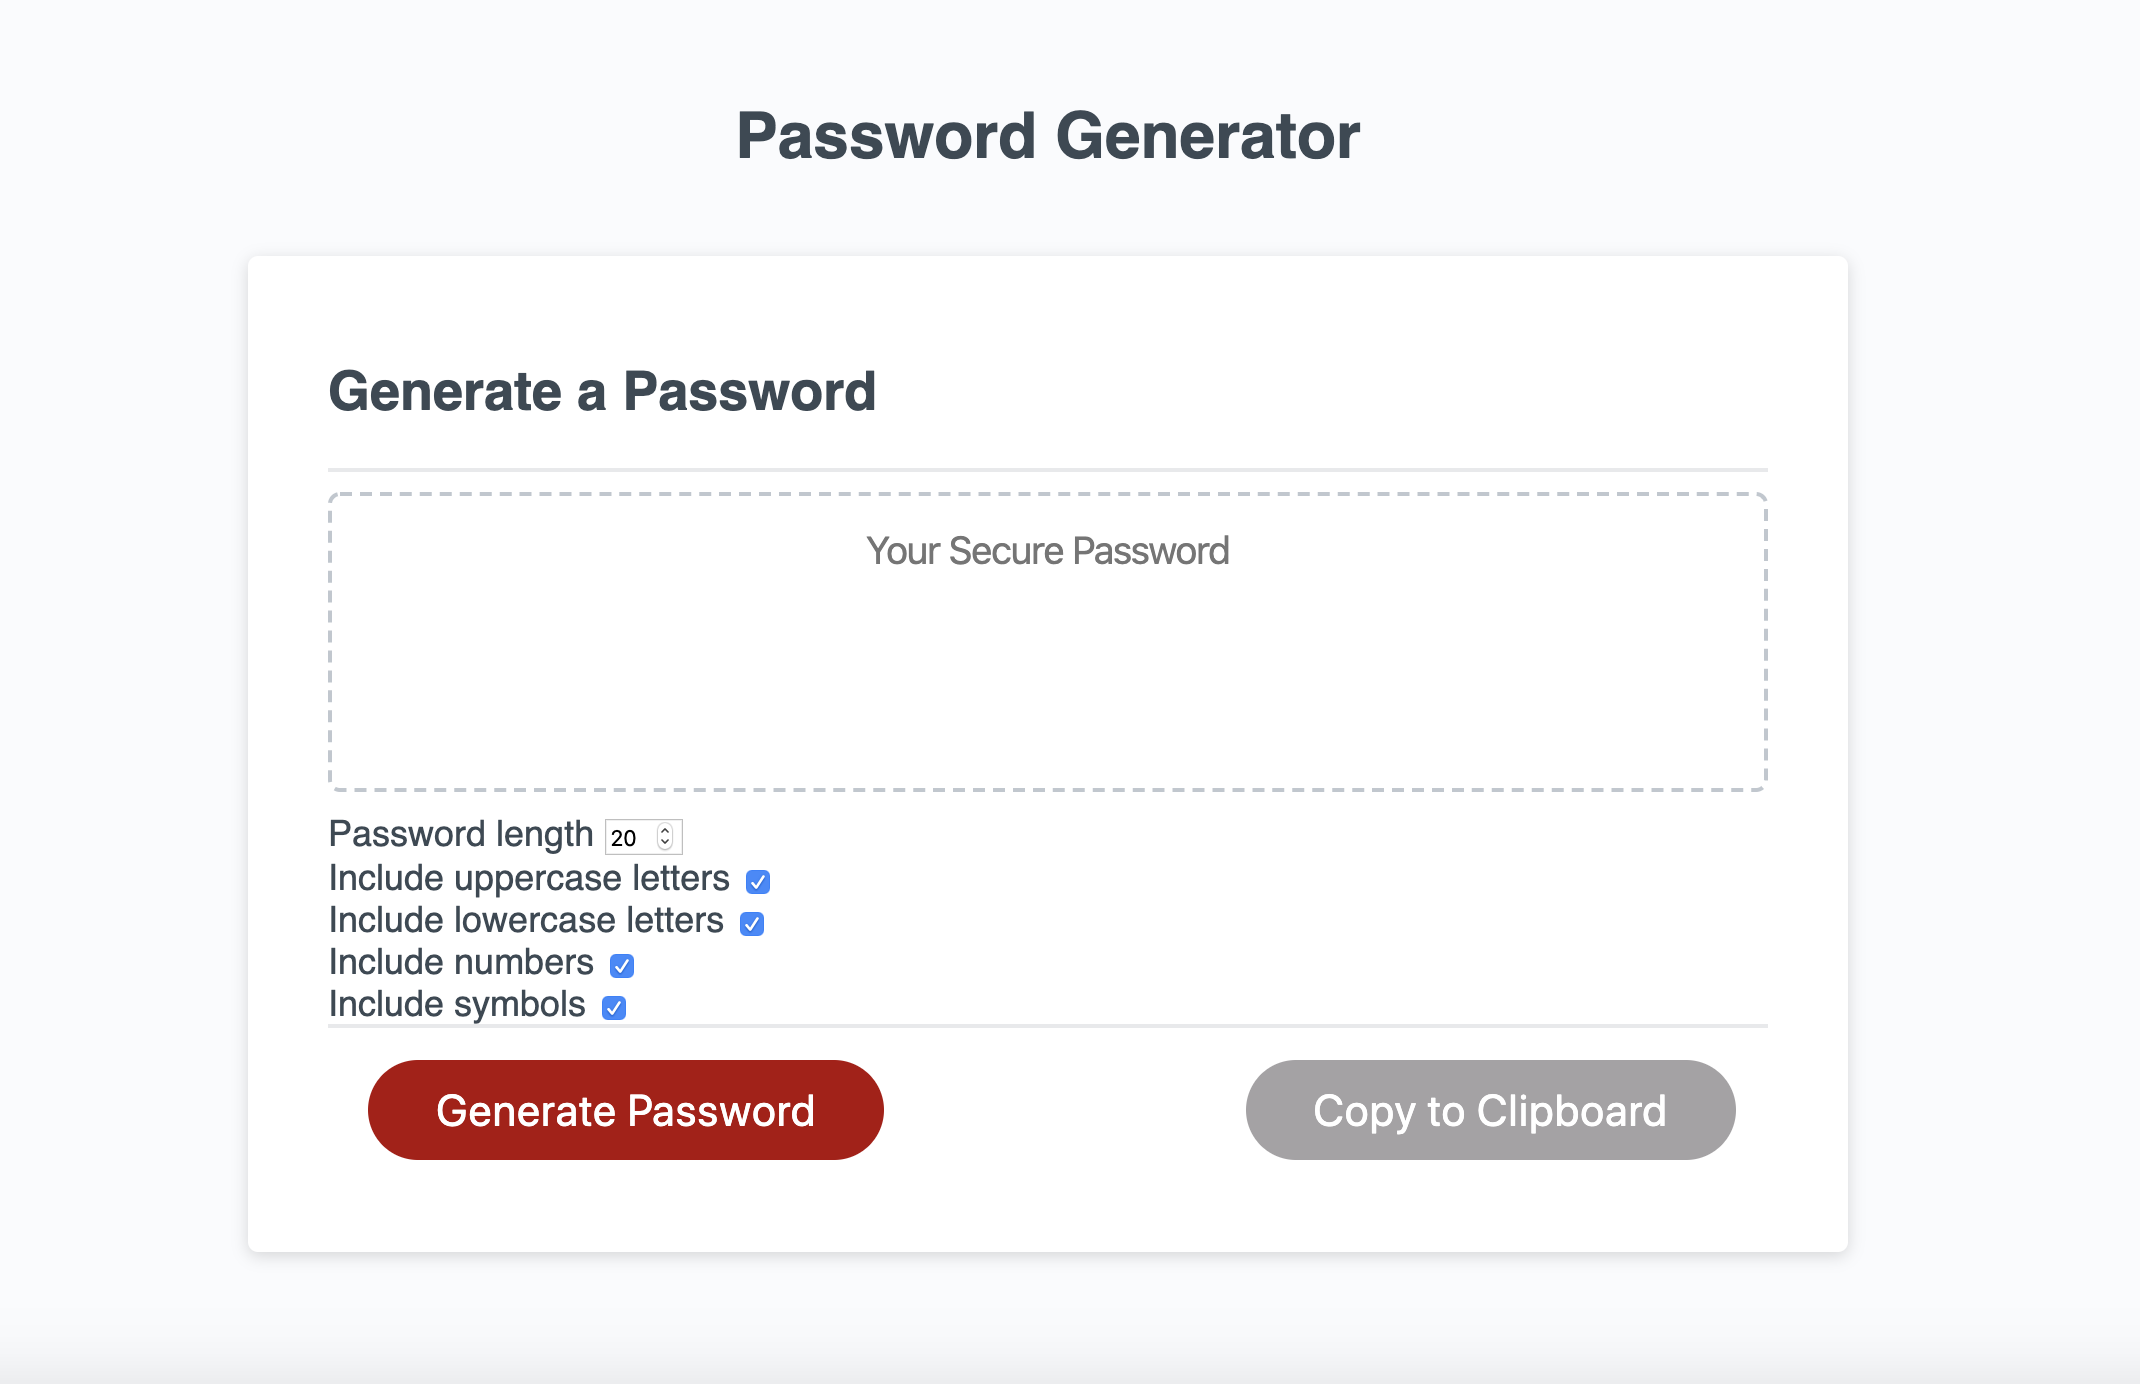 Password Generator
Generate a Password
Your Secure Password
Password length 20
Include uppercase letters
Include lowercase letters
Include numbers
Include symbols
Generate Password
Copy to Clipboard